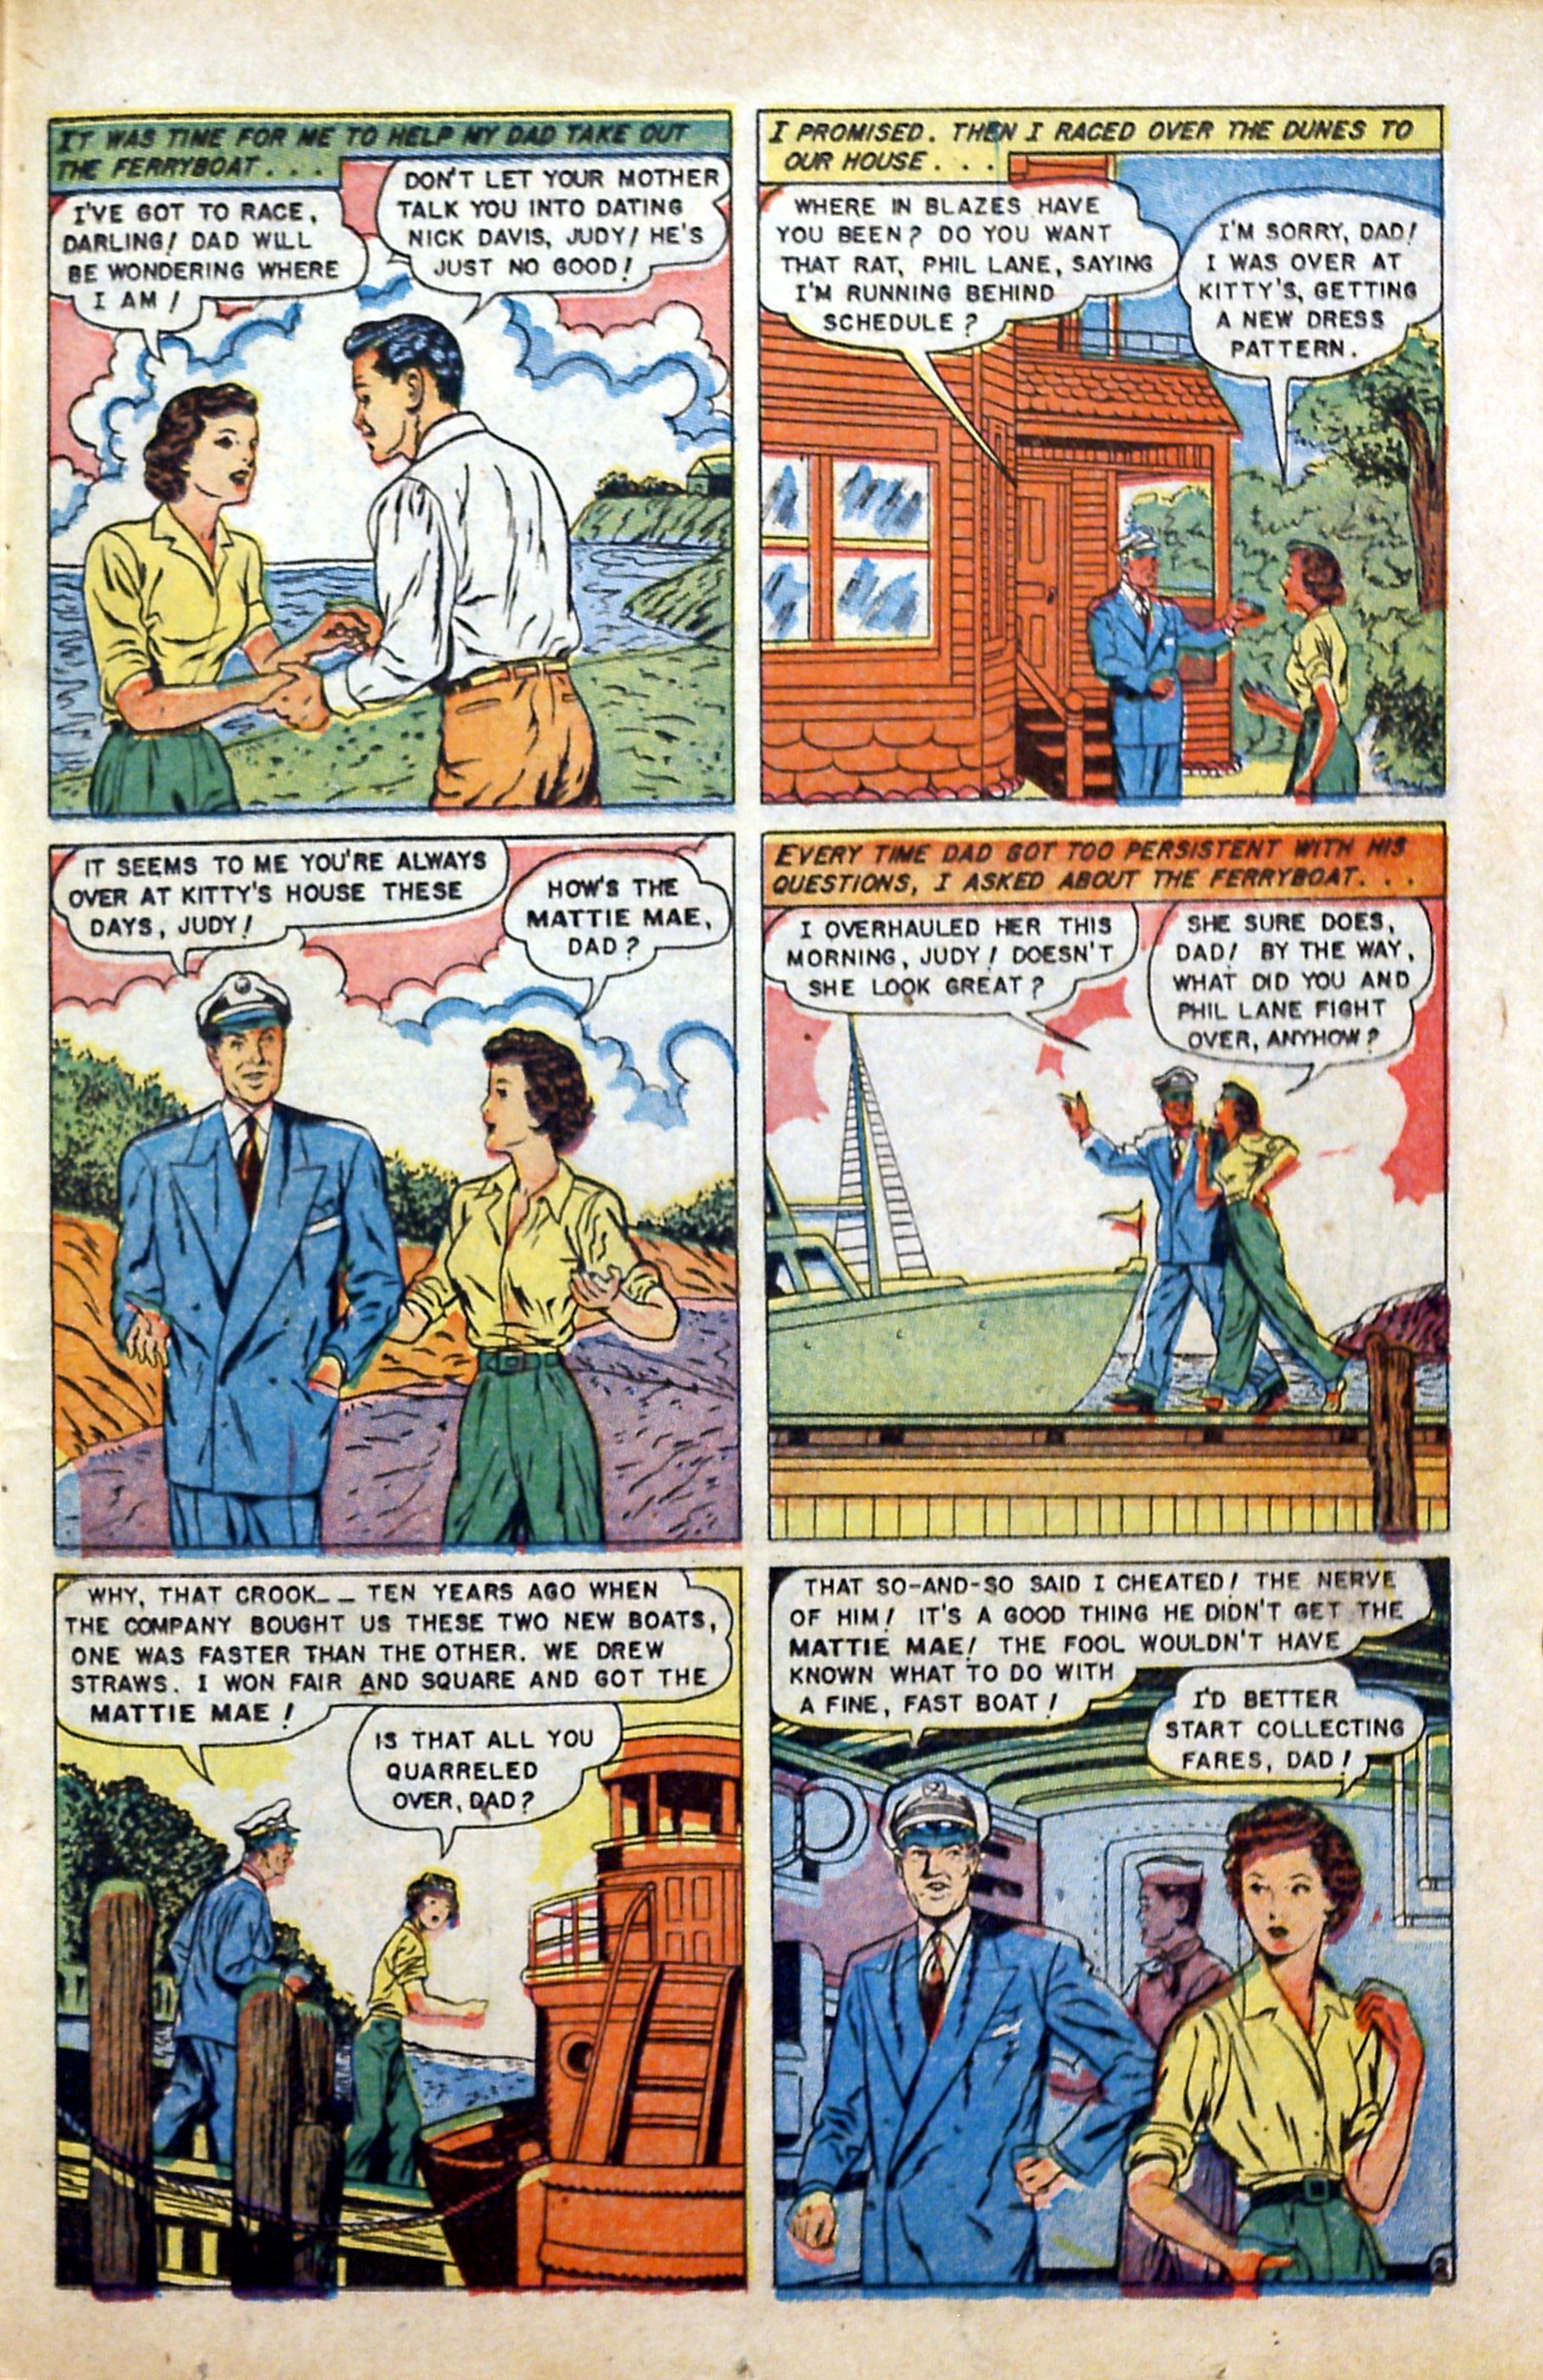 IT WAS TIME FOR ME TO HELP MY DAD TAKE OUT
THE FERRYBOAT . . .
I'VE GOT TO RACE,
DARLING! DAD WILL
BE WONDERING WHERE
I AM!
DON'T LET YOUR MOTHER
TALK YOU INTO DATING
NICK DAVIS, JUDY! HE'S
JUST NO GOOD!
I PROMISED. THEN I RACED OVER THE DUNES TO
OUR HOUSE . . .
WHERE IN BLAZES HAVE
YOU BEEN? DO YOU WANT
THAT RAT, PHIL LANE, SAYING
I'M RUNNING BEHIND
SCHEDULE?
I'M SORRY, DAD!
I WAS OVER AT
KITTY'S, GETTING
A NEW DRESS
PATTERN.
IT SEEMS TO ME YOU'RE ALWAYS
OVER AT KITTY'S HOUSE THESE
DAYS, JUDY!
HOW'S THE
MATTIE MAE,
DAD?
EVERY TIME DAD GOT TOO PERSISTENT WITH HIS
QUESTIONS, I ASKED ABOUT THE FERRYBOAT. . .
I OVERHAULED HER THIS
MORNING, JUDY! DOESN'T
SHE LOOK GREAT?
SHE SURE DOES,
DAD! BY THE WAY,
WHAT DID YOU AND
PHIL LANE FIGHT
OVER, ANYHOW?
WHY, THAT CROOK__ TEN YEARS AGO WHEN
THE COMPANY BOUGHT US THESE TWO NEW BOATS,
ONE WAS FASTER THAN THE OTHER. WE DREW
STRAWS. I WON FAIR AND SQUARE AND GOT THE
MATTIE MAE!
IS THAT ALL YOU
QUARRELED
OVER, DAD?
THAT SO-AND-SO SAID I CHEATED! THE NERVE
OF HIM! IT'S A GOOD THING HE DIDN'T GET THE
MATTIE MAE! THE FOOL WOULDN'T HAVE
KNOWN WHAT TO DO WITH
A FINE, FAST BOAT!
I'D BETTER
START COLLECTING
FARES, DAD!
2